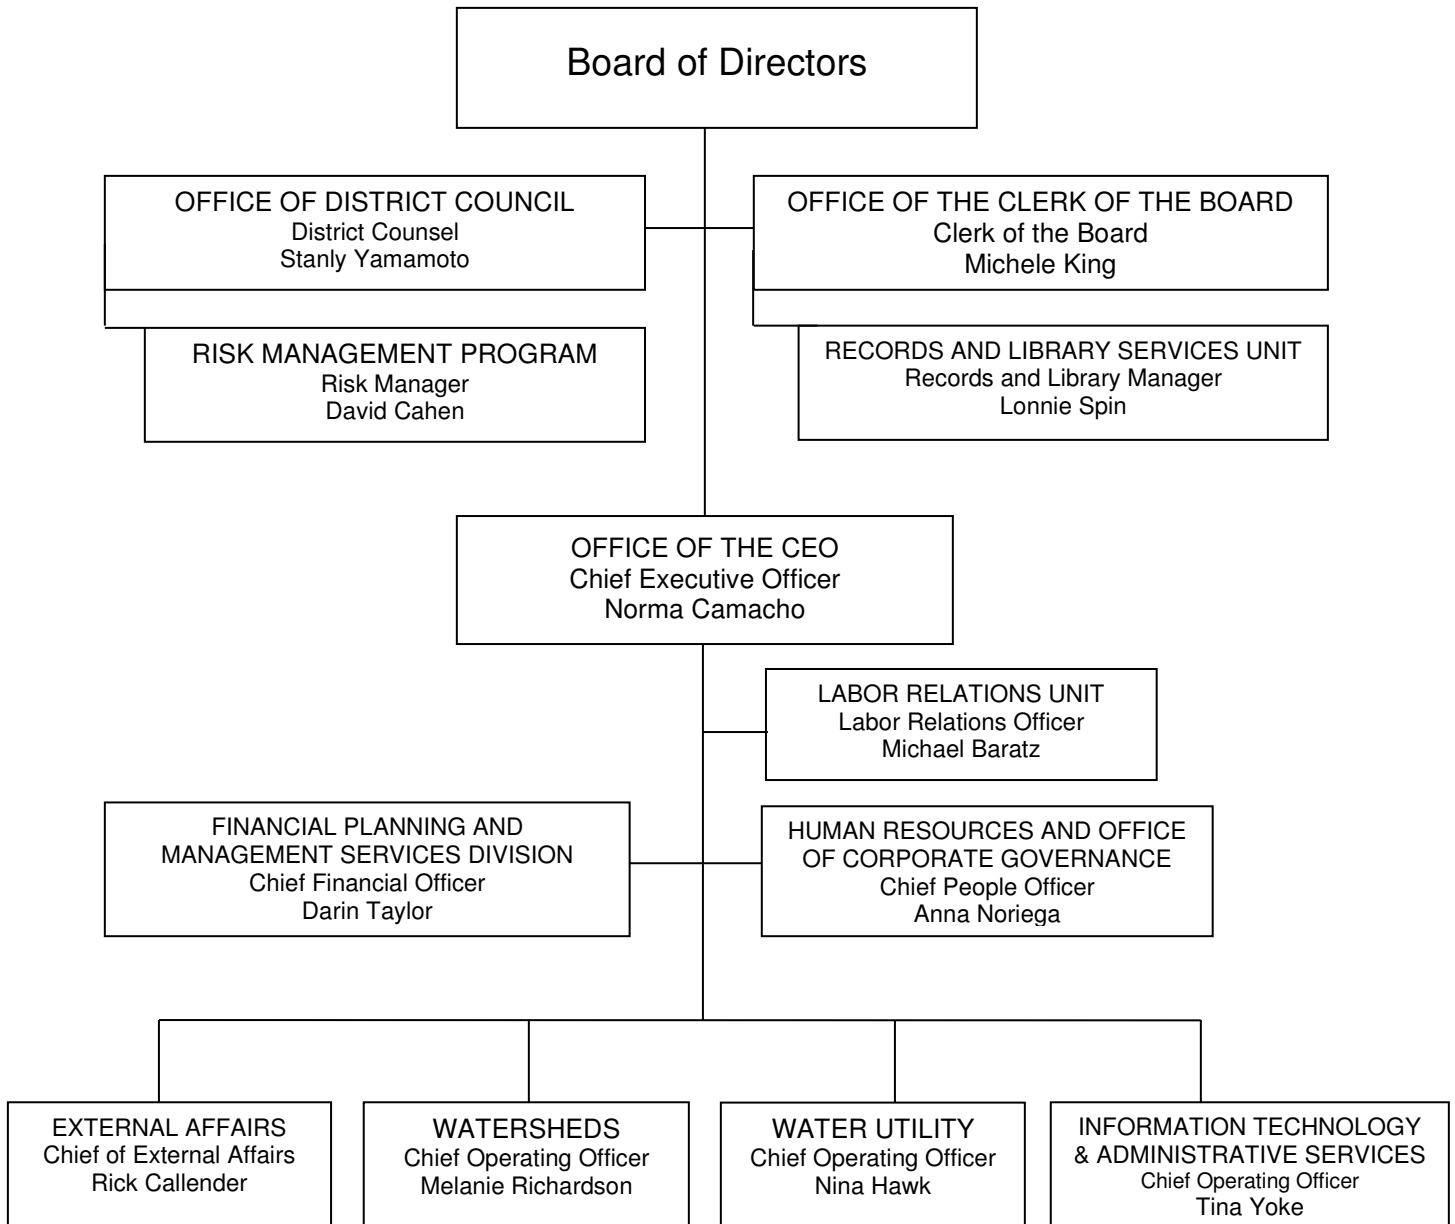 Board of Directors
OFFICE OF DISTRICT COUNCIL
District Counsel
Stanly Yamamoto
OFFICE OF THE CLERK OF THE BOARD
Clerk of the Board
Michele King
RISK MANAGEMENT PROGRAM
Risk Manager
David Cahen
RECORDS AND LIBRARY SERVICES UNIT
Records and Library Manager
Lonnie Spin
OFFICE OF THE CEO
Chief Executive Officer
Norma Camacho
LABOR RELATIONS UNIT
Labor Relations Officer
Michael Baratz
FINANCIAL PLANNING AND
MANAGEMENT SERVICES DIVISION
Chief Financial Officer
Darin Taylor
HUMAN RESOURCES AND OFFICE
OF CORPORATE GOVERNANCE
Chief People Officer
Anna Noriega
EXTERNAL AFFAIRS
Chief of External Affairs
Rick Callender
WATERSHEDS
Chief Operating Officer
Melanie Richardson
WATER UTILITY
Chief Operating Officer
Nina Hawk
INFORMATION TECHNOLOGY
& ADMINISTRATIVE SERVICES
Chief Operating Officer
Tina Yoke